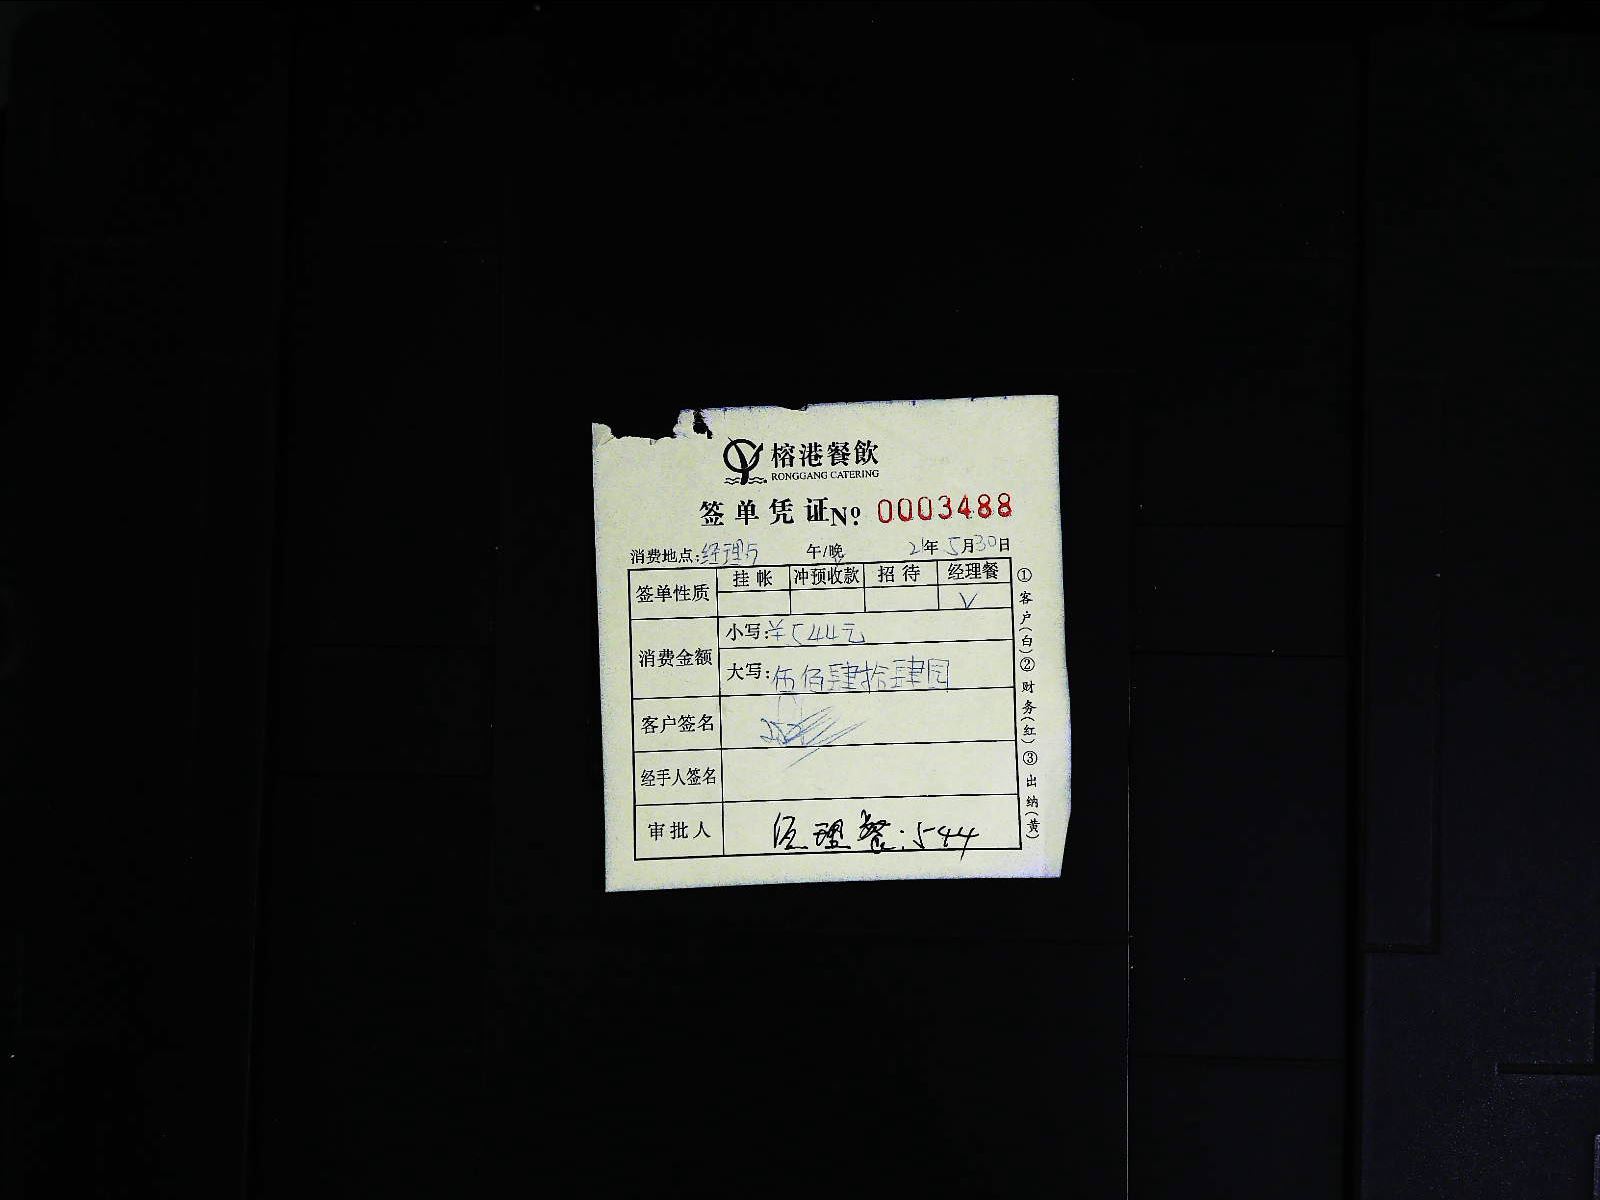 榕港餐飲
RONGGANG CATERING
签单凭证 No. 0003488
消费地点:经理 午/晚 21年5月30日
签单性质 挂帐 冲预收款 招待 经理餐
V
消费金额 小写:¥544元
大写:伍佰肆拾肆园
客户签名
经手人签名
审批人 经理餐:544
①客户(白)②财务(红)③出纳(黄)